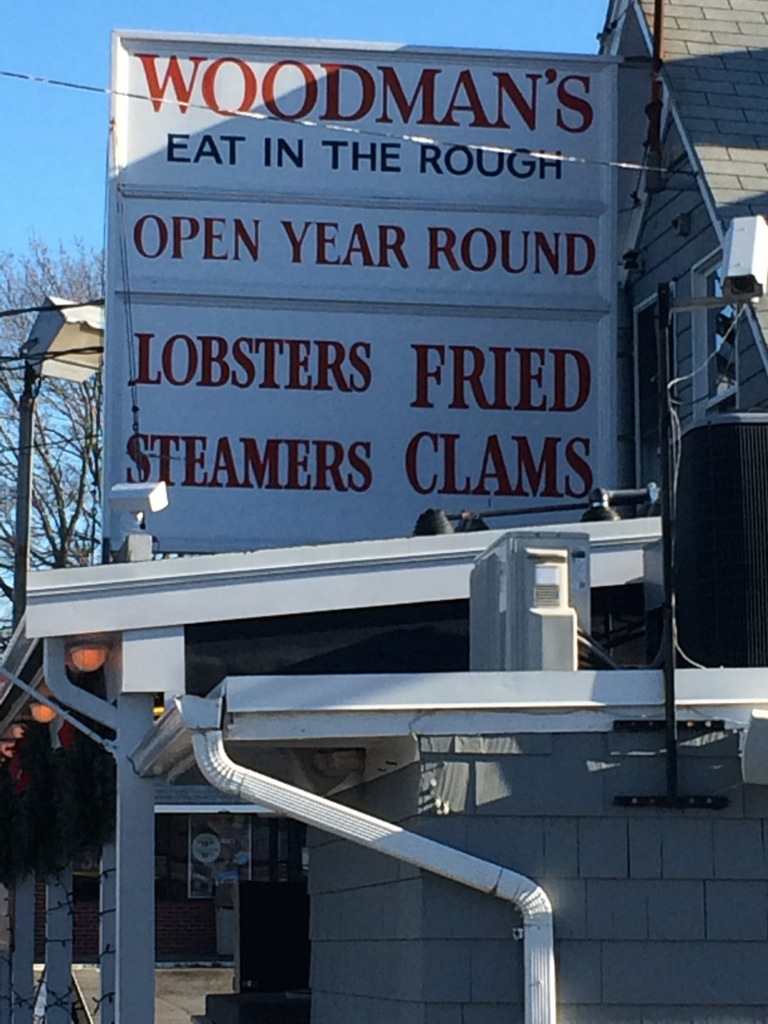 WOODMAN'S
EAT IN THE ROUGH
OPEN YEAR ROUND
LOBSTERS FRIED
STEAMERS CLAMS